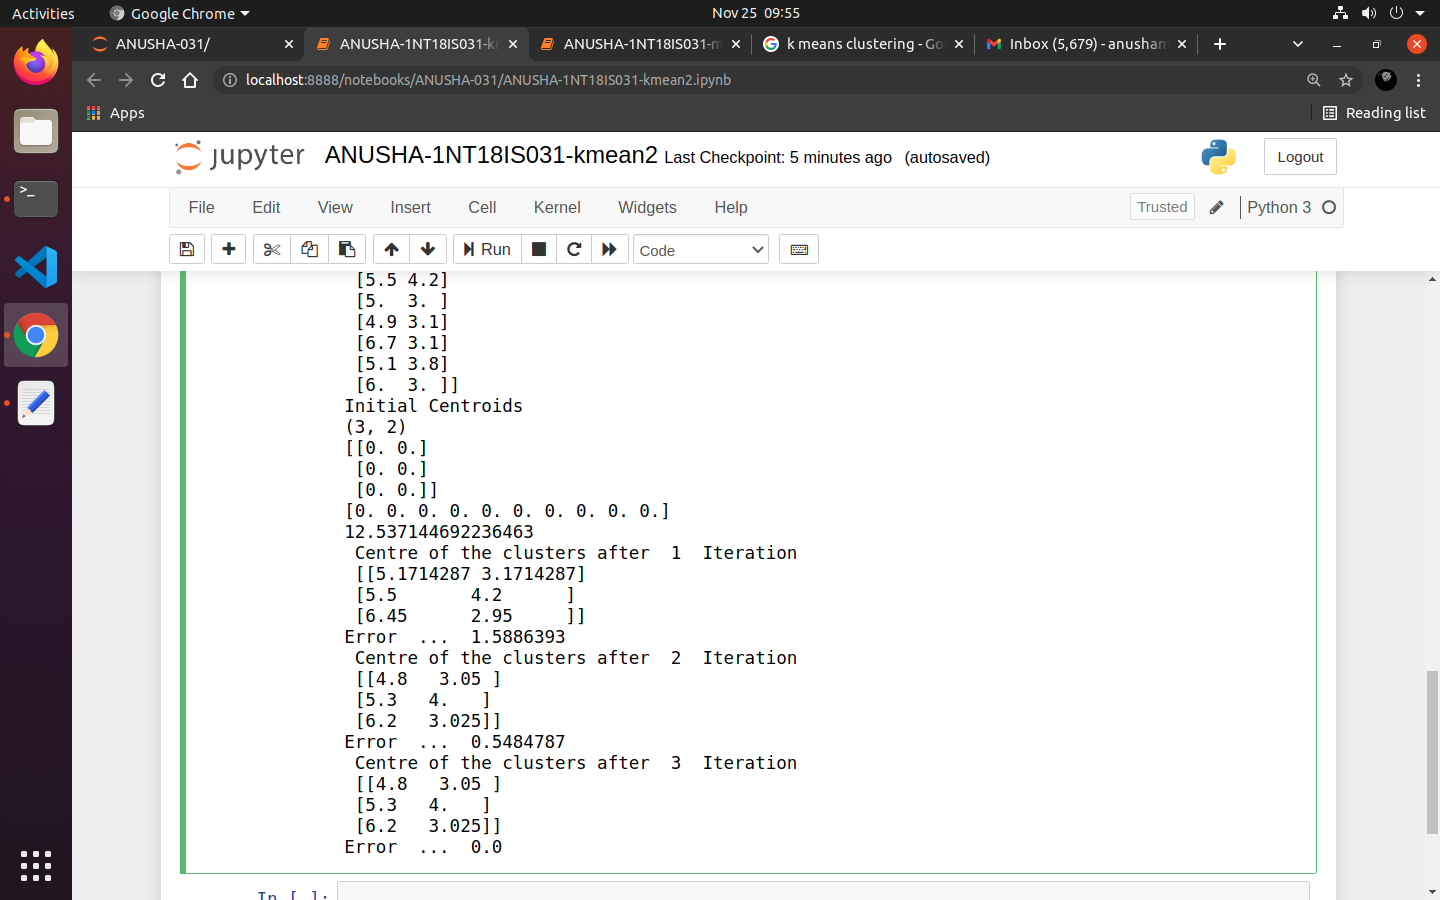 Activities Google Chrome Nov 25 09:55
ANUSHA-031/ ANUSHA-1NT18IS031-k ANUSHA-1NT18IS031- k means clustering - Go Inbox (5,679) - anusha
localhost:8888/notebooks/ANUSHA-031/ANUSHA-1NT18IS031-kmean2.ipynb
Apps Reading list
jupyter ANUSHA-1NT18IS031-kmean2 Last Checkpoint: 5 minutes ago (autosaved) Logout
File Edit View Insert Cell Kernel Widgets Help Trusted Python 3
Run Code
[5.5 4.2]
[5.  3. ]
[4.9 3.1]
[6.7 3.1]
[5.1 3.8]
[6.  3. ]]
Initial Centroids
(3, 2)
[[0. 0.]
[0. 0.]
[0. 0.]]
[0. 0. 0. 0. 0. 0. 0. 0. 0. 0.]
12.537144692236463
Centre of the clusters after  1  Iteration
[[5.1714287 3.1714287]
[5.5       4.2      ]
[6.45      2.95     ]]
Error  ...  1.5886393
Centre of the clusters after  2  Iteration
[[4.8   3.05 ]
[5.3   4.   ]
[6.2   3.025]]
Error  ...  0.5484787
Centre of the clusters after  3  Iteration
[[4.8   3.05 ]
[5.3   4.   ]
[6.2   3.025]]
Error  ...  0.0
In [ ]: